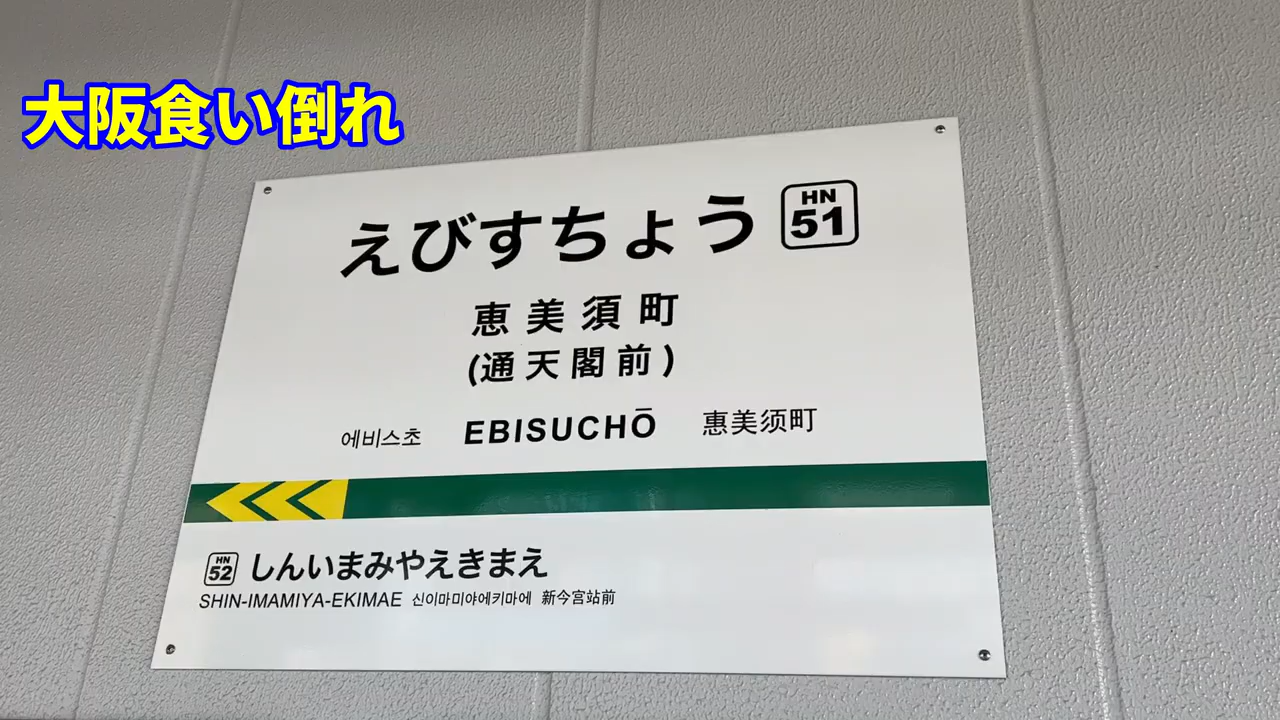 大阪食い倒れ
えびすちょう HN 51
恵美須町
(通天閣前)
에비스초 EBISUCHŌ 惠美须町
HN 52 しんいまみやえきまえ
SHIN-IMAMIYA-EKIMAE 신이마미야에키마에 新今宫站前